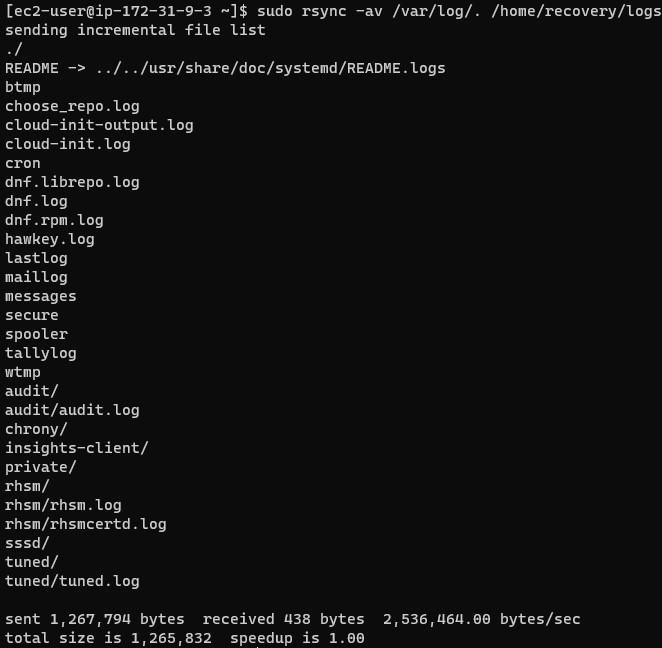 [ec2-user@ip-172-31-9-3 ~]$ sudo rsync -av /var/log/. /home/recovery/logs
sending incremental file list
./
README -> ../../usr/share/doc/systemd/README.logs
btmp
choose_repo.log
cloud-init-output.log
cloud-init.log
cron
dnf.librepo.log
dnf.log
dnf.rpm.log
hawkey.log
lastlog
maillog
messages
secure
spooler
tallylog
wtmp
audit/
audit/audit.log
chrony/
insights-client/
private/
rhsm/
rhsm/rhsm.log
rhsm/rhsmcertd.log
sssd/
tuned/
tuned/tuned.log

sent 1,267,794 bytes  received 438 bytes  2,536,464.00 bytes/sec
total size is 1,265,832  speedup is 1.00